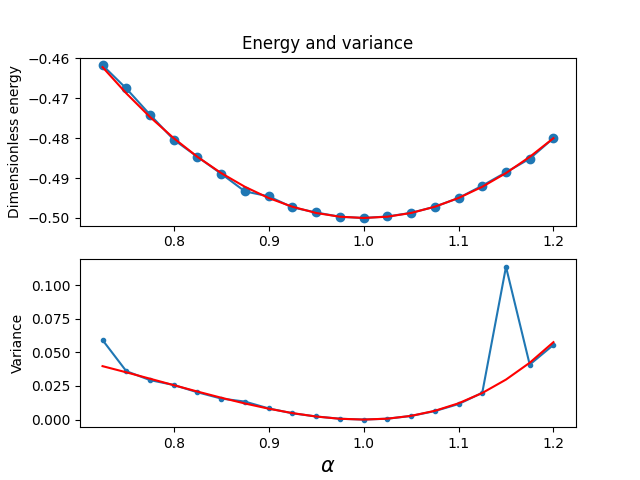 Energy and variance
Dimensionless energy
−0.46
−0.47
−0.48
−0.49
−0.50
0.8 0.9 1.0 1.1 1.2
Variance
0.100
0.075
0.050
0.025
0.000
0.8 0.9 1.0 1.1 1.2
α